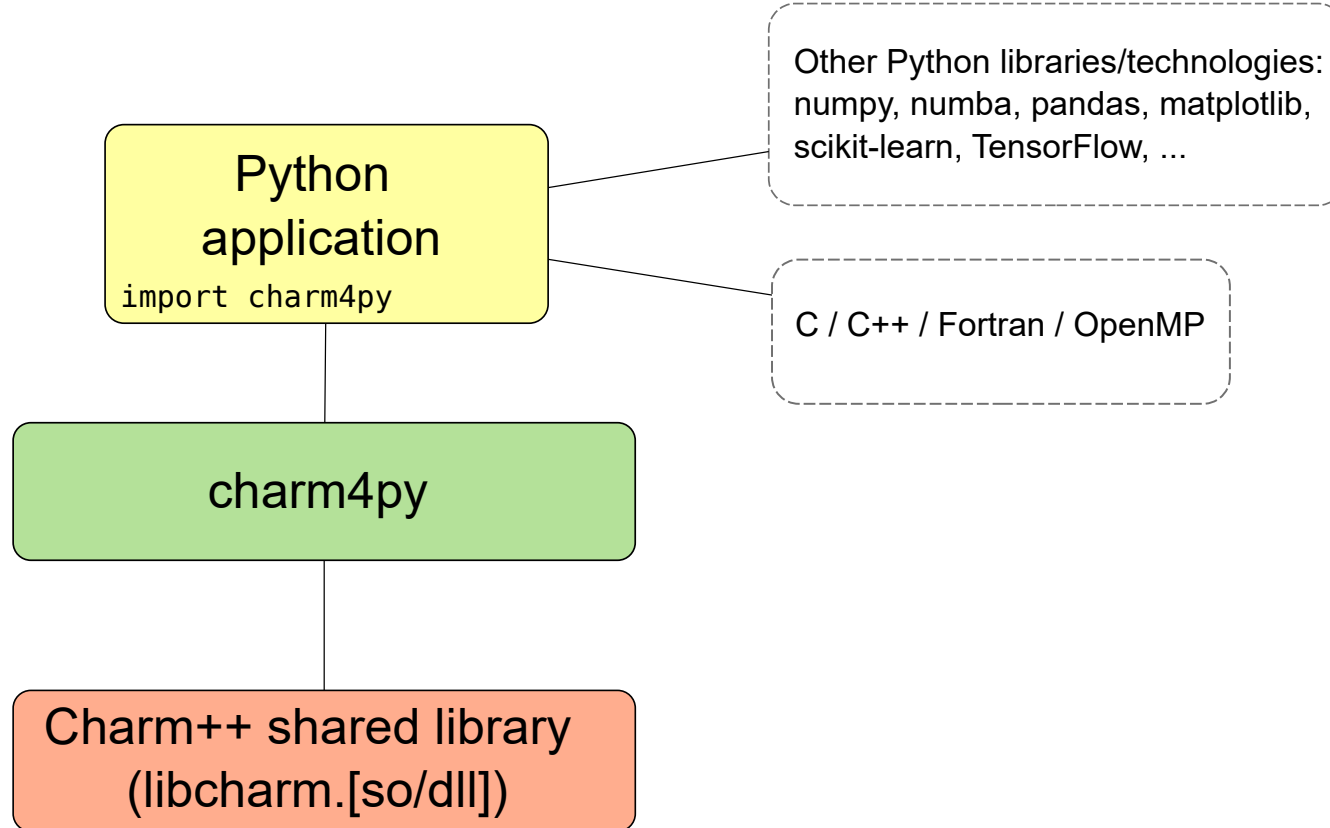 Other Python libraries/technologies:
numpy, numba, pandas, matplotlib,
scikit-learn, TensorFlow, ...
Python
application
import charm4py
C / C++ / Fortran / OpenMP
charm4py
Charm++ shared library
(libcharm.[so/dll])